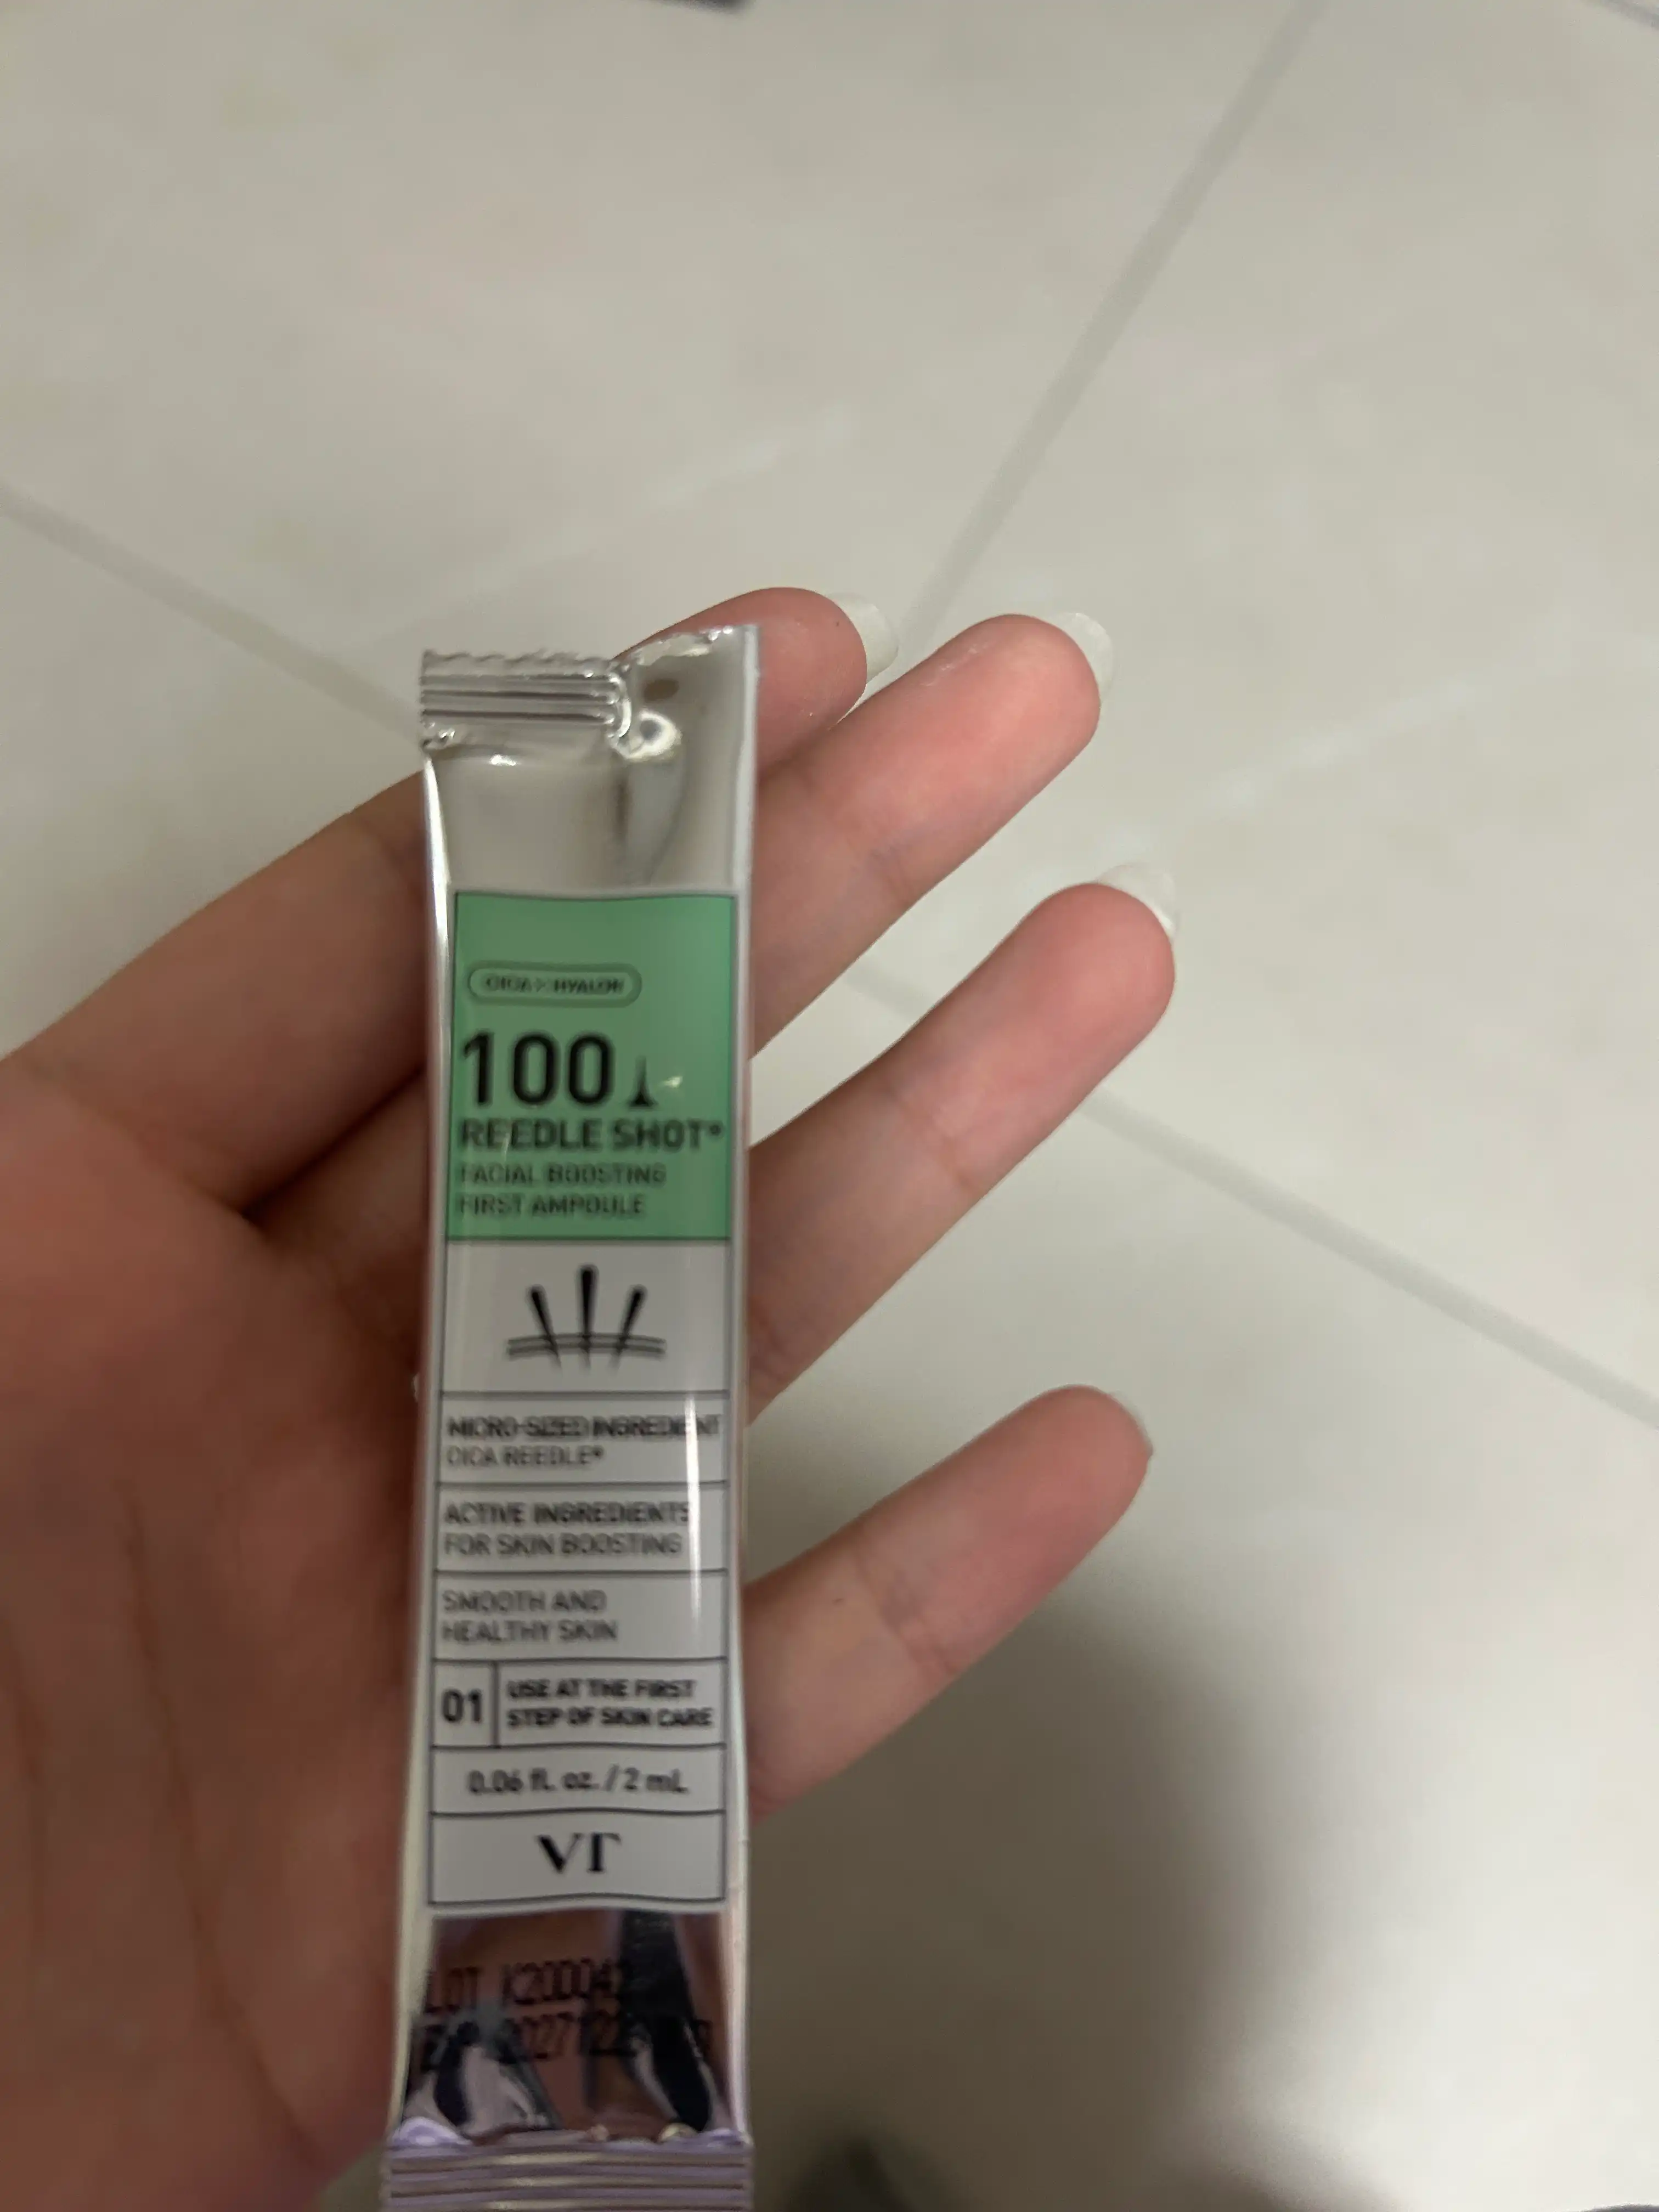 CICA > HYALON
100
REEDLE SHOT®
FACIAL BOOSTING
FIRST AMPOULE
MICRO-SIZED INGREDIENT
CICA REEDLE®
ACTIVE INGREDIENTS
FOR SKIN BOOSTING
SMOOTH AND
HEALTHY SKIN
01
USE AT THE FIRST
STEP OF SKIN CARE
0.06 fl. oz. / 2 mL
VT
LOT